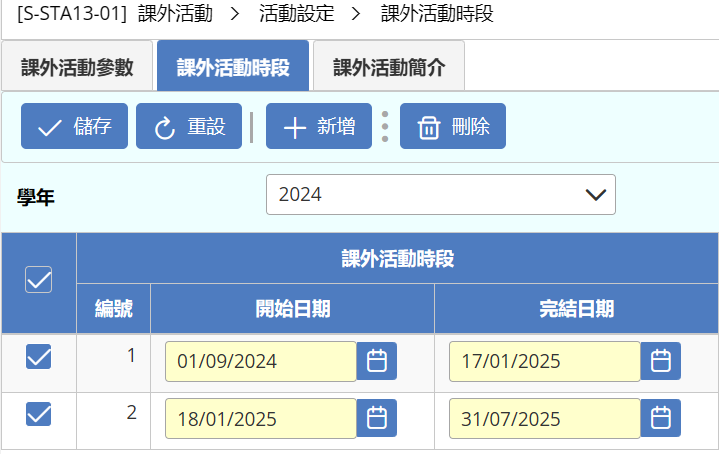 [S-STA13-01] 課外活動 > 活動設定 > 課外活動時段
課外活動參數 課外活動時段 課外活動簡介
儲存 重設 新增 刪除
學年 2024
課外活動時段
編號 開始日期 完結日期
1 01/09/2024 17/01/2025
2 18/01/2025 31/07/2025